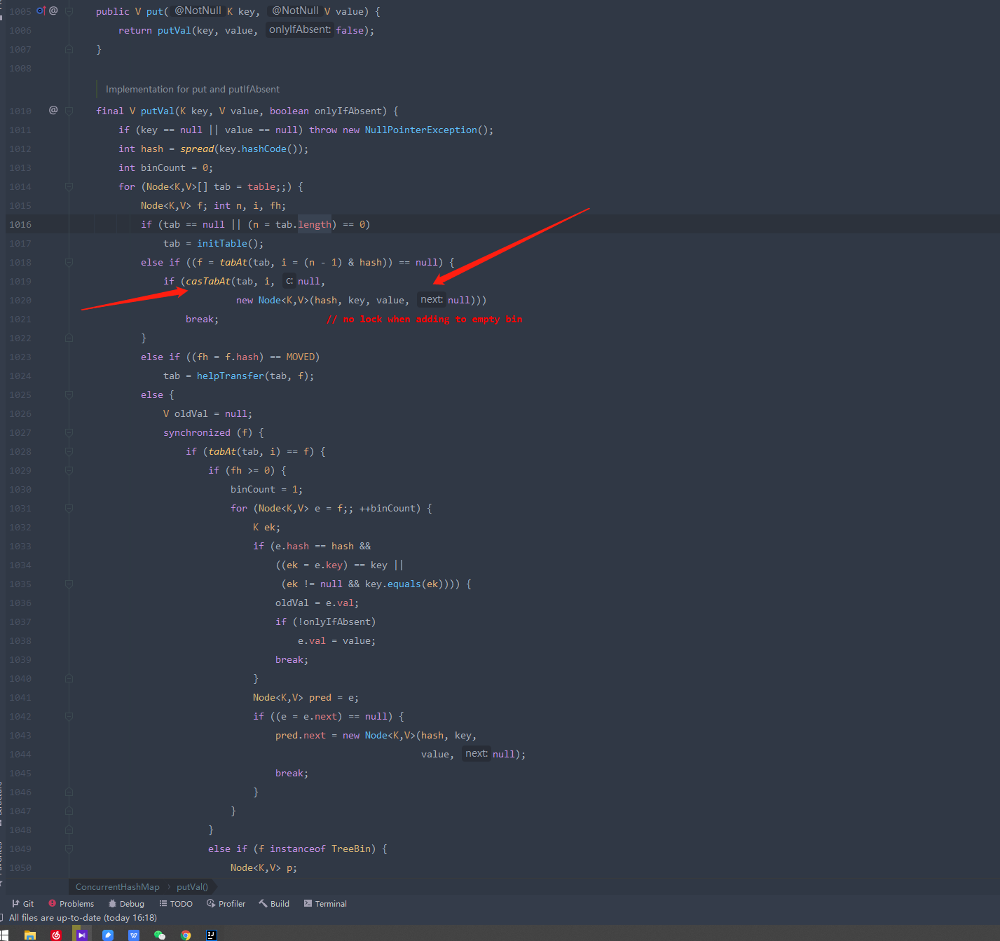 1005 @ public V put( @NotNull K key, @NotNull V value) {
1006 return putVal(key, value, onlyIfAbsent: false);
1007 }
1008
Implementation for put and putIfAbsent
1010 @ final V putVal(K key, V value, boolean onlyIfAbsent) {
1011 if (key == null || value == null) throw new NullPointerException();
1012 int hash = spread(key.hashCode());
1013 int binCount = 0;
1014 for (Node<K,V>[] tab = table;;) {
1015 Node<K,V> f; int n, i, fh;
1016 if (tab == null || (n = tab.length) == 0)
1017 tab = initTable();
1018 else if ((f = tabAt(tab, i = (n - 1) & hash)) == null) {
1019 if (casTabAt(tab, i, c: null,
1020 new Node<K,V>(hash, key, value, next: null)))
1021 break; // no lock when adding to empty bin
1022 }
1023 else if ((fh = f.hash) == MOVED)
1024 tab = helpTransfer(tab, f);
1025 else {
1026 V oldVal = null;
1027 synchronized (f) {
1028 if (tabAt(tab, i) == f) {
1029 if (fh >= 0) {
1030 binCount = 1;
1031 for (Node<K,V> e = f;; ++binCount) {
1032 K ek;
1033 if (e.hash == hash &&
1034 ((ek = e.key) == key ||
1035 (ek != null && key.equals(ek)))) {
1036 oldVal = e.val;
1037 if (!onlyIfAbsent)
1038 e.val = value;
1039 break;
1040 }
1041 Node<K,V> pred = e;
1042 if ((e = e.next) == null) {
1043 pred.next = new Node<K,V>(hash, key,
1044 value, next: null);
1045 break;
1046 }
1047 }
1048 }
1049 else if (f instanceof TreeBin) {
1050 Node<K,V> p;
ConcurrentHashMap › putVal()
Git Problems Debug TODO Profiler Build Terminal
All files are up-to-date (today 16:18)